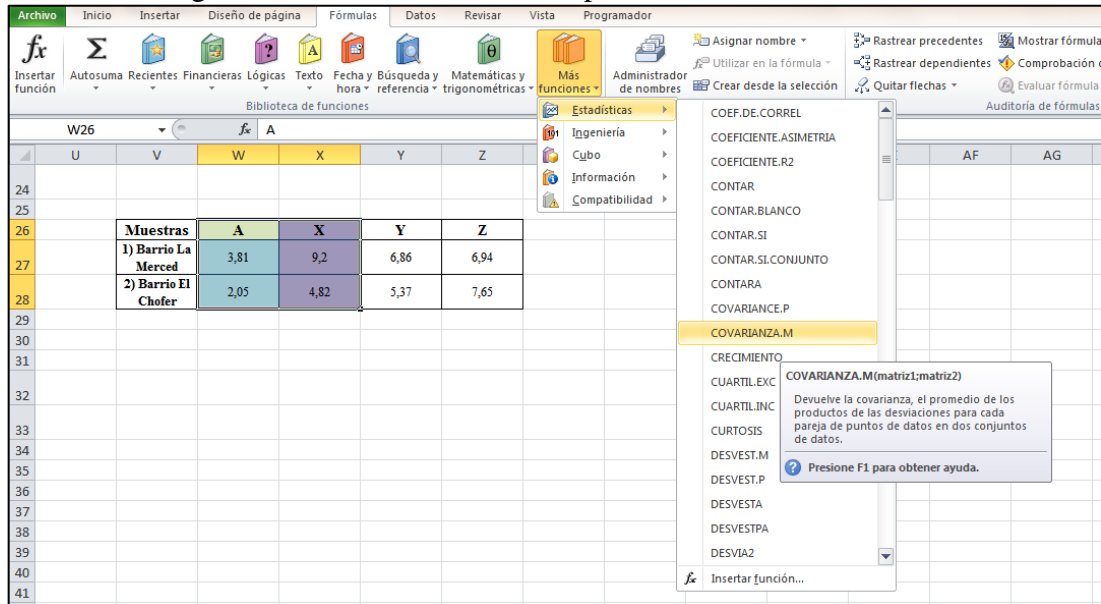 Archivo Inicio Insertar Diseño de página Fórmulas Datos Revisar Vista Programador
Insertar función
Autosuma
Recientes
Financieras
Lógicas
Texto
Fecha y hora
Búsqueda y referencia
Matemáticas y trigonométricas
Más funciones
Administrador de nombres
Asignar nombre
Utilizar en la fórmula
Crear desde la selección
Rastrear precedentes
Rastrear dependientes
Quitar flechas
Mostrar fórmula
Comprobación
Evaluar fórmula
Biblioteca de funciones
Auditoría de fórmulas
W26 fx A
U V W X Y Z AF AG
24
25
26 Muestras A X Y Z
27 1) Barrio La Merced 3,81 9,2 6,86 6,94
28 2) Barrio El Chofer 2,05 4,82 5,37 7,65
29
30
31
32
33
34
35
36
37
38
39
40
41
Estadísticas
Ingeniería
Cubo
Información
Compatibilidad
COEF.DE.CORREL
COEFICIENTE.ASIMETRIA
COEFICIENTE.R2
CONTAR
CONTAR.BLANCO
CONTAR.SI
CONTAR.SI.CONJUNTO
CONTARA
COVARIANCE.P
COVARIANZA.M
CRECIMIENTO
CUARTIL.EXC
CUARTIL.INC
CURTOSIS
DESVEST.M
DESVEST.P
DESVESTA
DESVESTPA
DESVIA2
fx Insertar función...
COVARIANZA.M(matriz1;matriz2)
Devuelve la covarianza, el promedio de los
productos de las desviaciones para cada
pareja de puntos de datos en dos conjuntos
de datos.
Presione F1 para obtener ayuda.